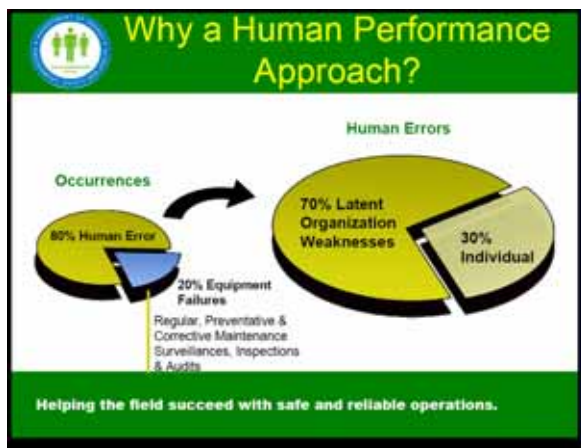 Why a Human Performance
Approach?
Human Errors
Occurrences
70% Latent
Organization
Weaknesses
30%
Individual
80% Human Error
20% Equipment
Failures
Regular, Preventative &
Corrective Maintenance
Surveillances, Inspections
& Audits
Helping the field succeed with safe and reliable operations.